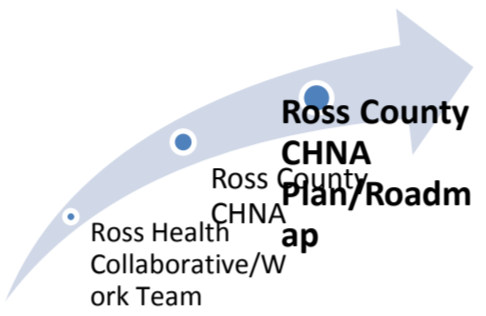 Ross Health
Collaborative/W
ork Team
Ross County
CHNA
Ross County
CHNA
Plan/Roadm
ap